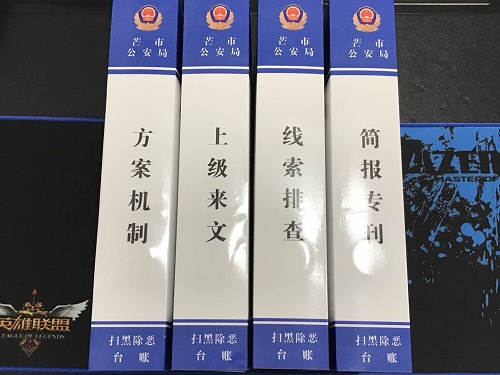 芒市
公安局
方案机制
扫黑除恶
台账
芒市
公安局
上级来文
扫黑除恶
台账
芒市
公安局
线索排查
扫黑除恶
台账
芒市
公安局
简报专刊
扫黑除恶
台账
英雄联盟
LEAGUE OF LEGENDS
AZER
MASTER OF